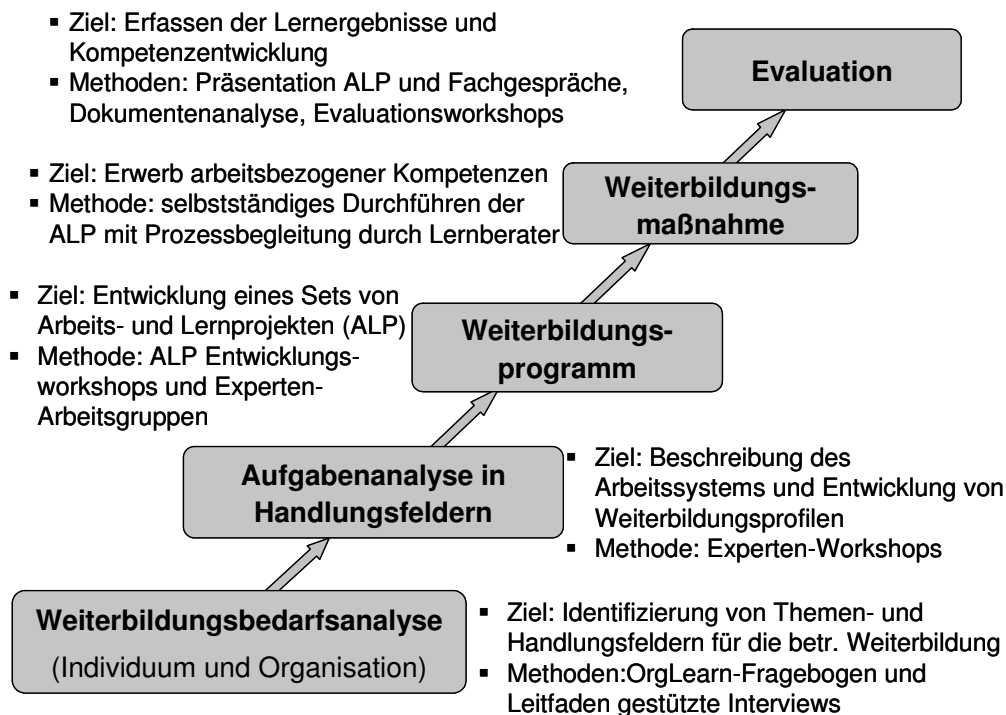 ▪ Ziel: Erfassen der Lernergebnisse und
Kompetenzentwicklung
▪ Methoden: Präsentation ALP und Fachgespräche,
Dokumentenanalyse, Evaluationsworkshops
Evaluation
▪ Ziel: Erwerb arbeitsbezogener Kompetenzen
▪ Methode: selbstständiges Durchführen der
ALP mit Prozessbegleitung durch Lernberater
Weiterbildungs-
maßnahme
▪ Ziel: Entwicklung eines Sets von
Arbeits- und Lernprojekten (ALP)
▪ Methode: ALP Entwicklungs-
workshops und Experten-
Arbeitsgruppen
Weiterbildungs-
programm
Aufgabenanalyse in
Handlungsfeldern
▪ Ziel: Beschreibung des
Arbeitssystems und Entwicklung von
Weiterbildungsprofilen
▪ Methode: Experten-Workshops
Weiterbildungsbedarfsanalyse
(Individuum und Organisation)
▪ Ziel: Identifizierung von Themen- und
Handlungsfeldern für die betr. Weiterbildung
▪ Methoden:OrgLearn-Fragebogen und
Leitfaden gestützte Interviews